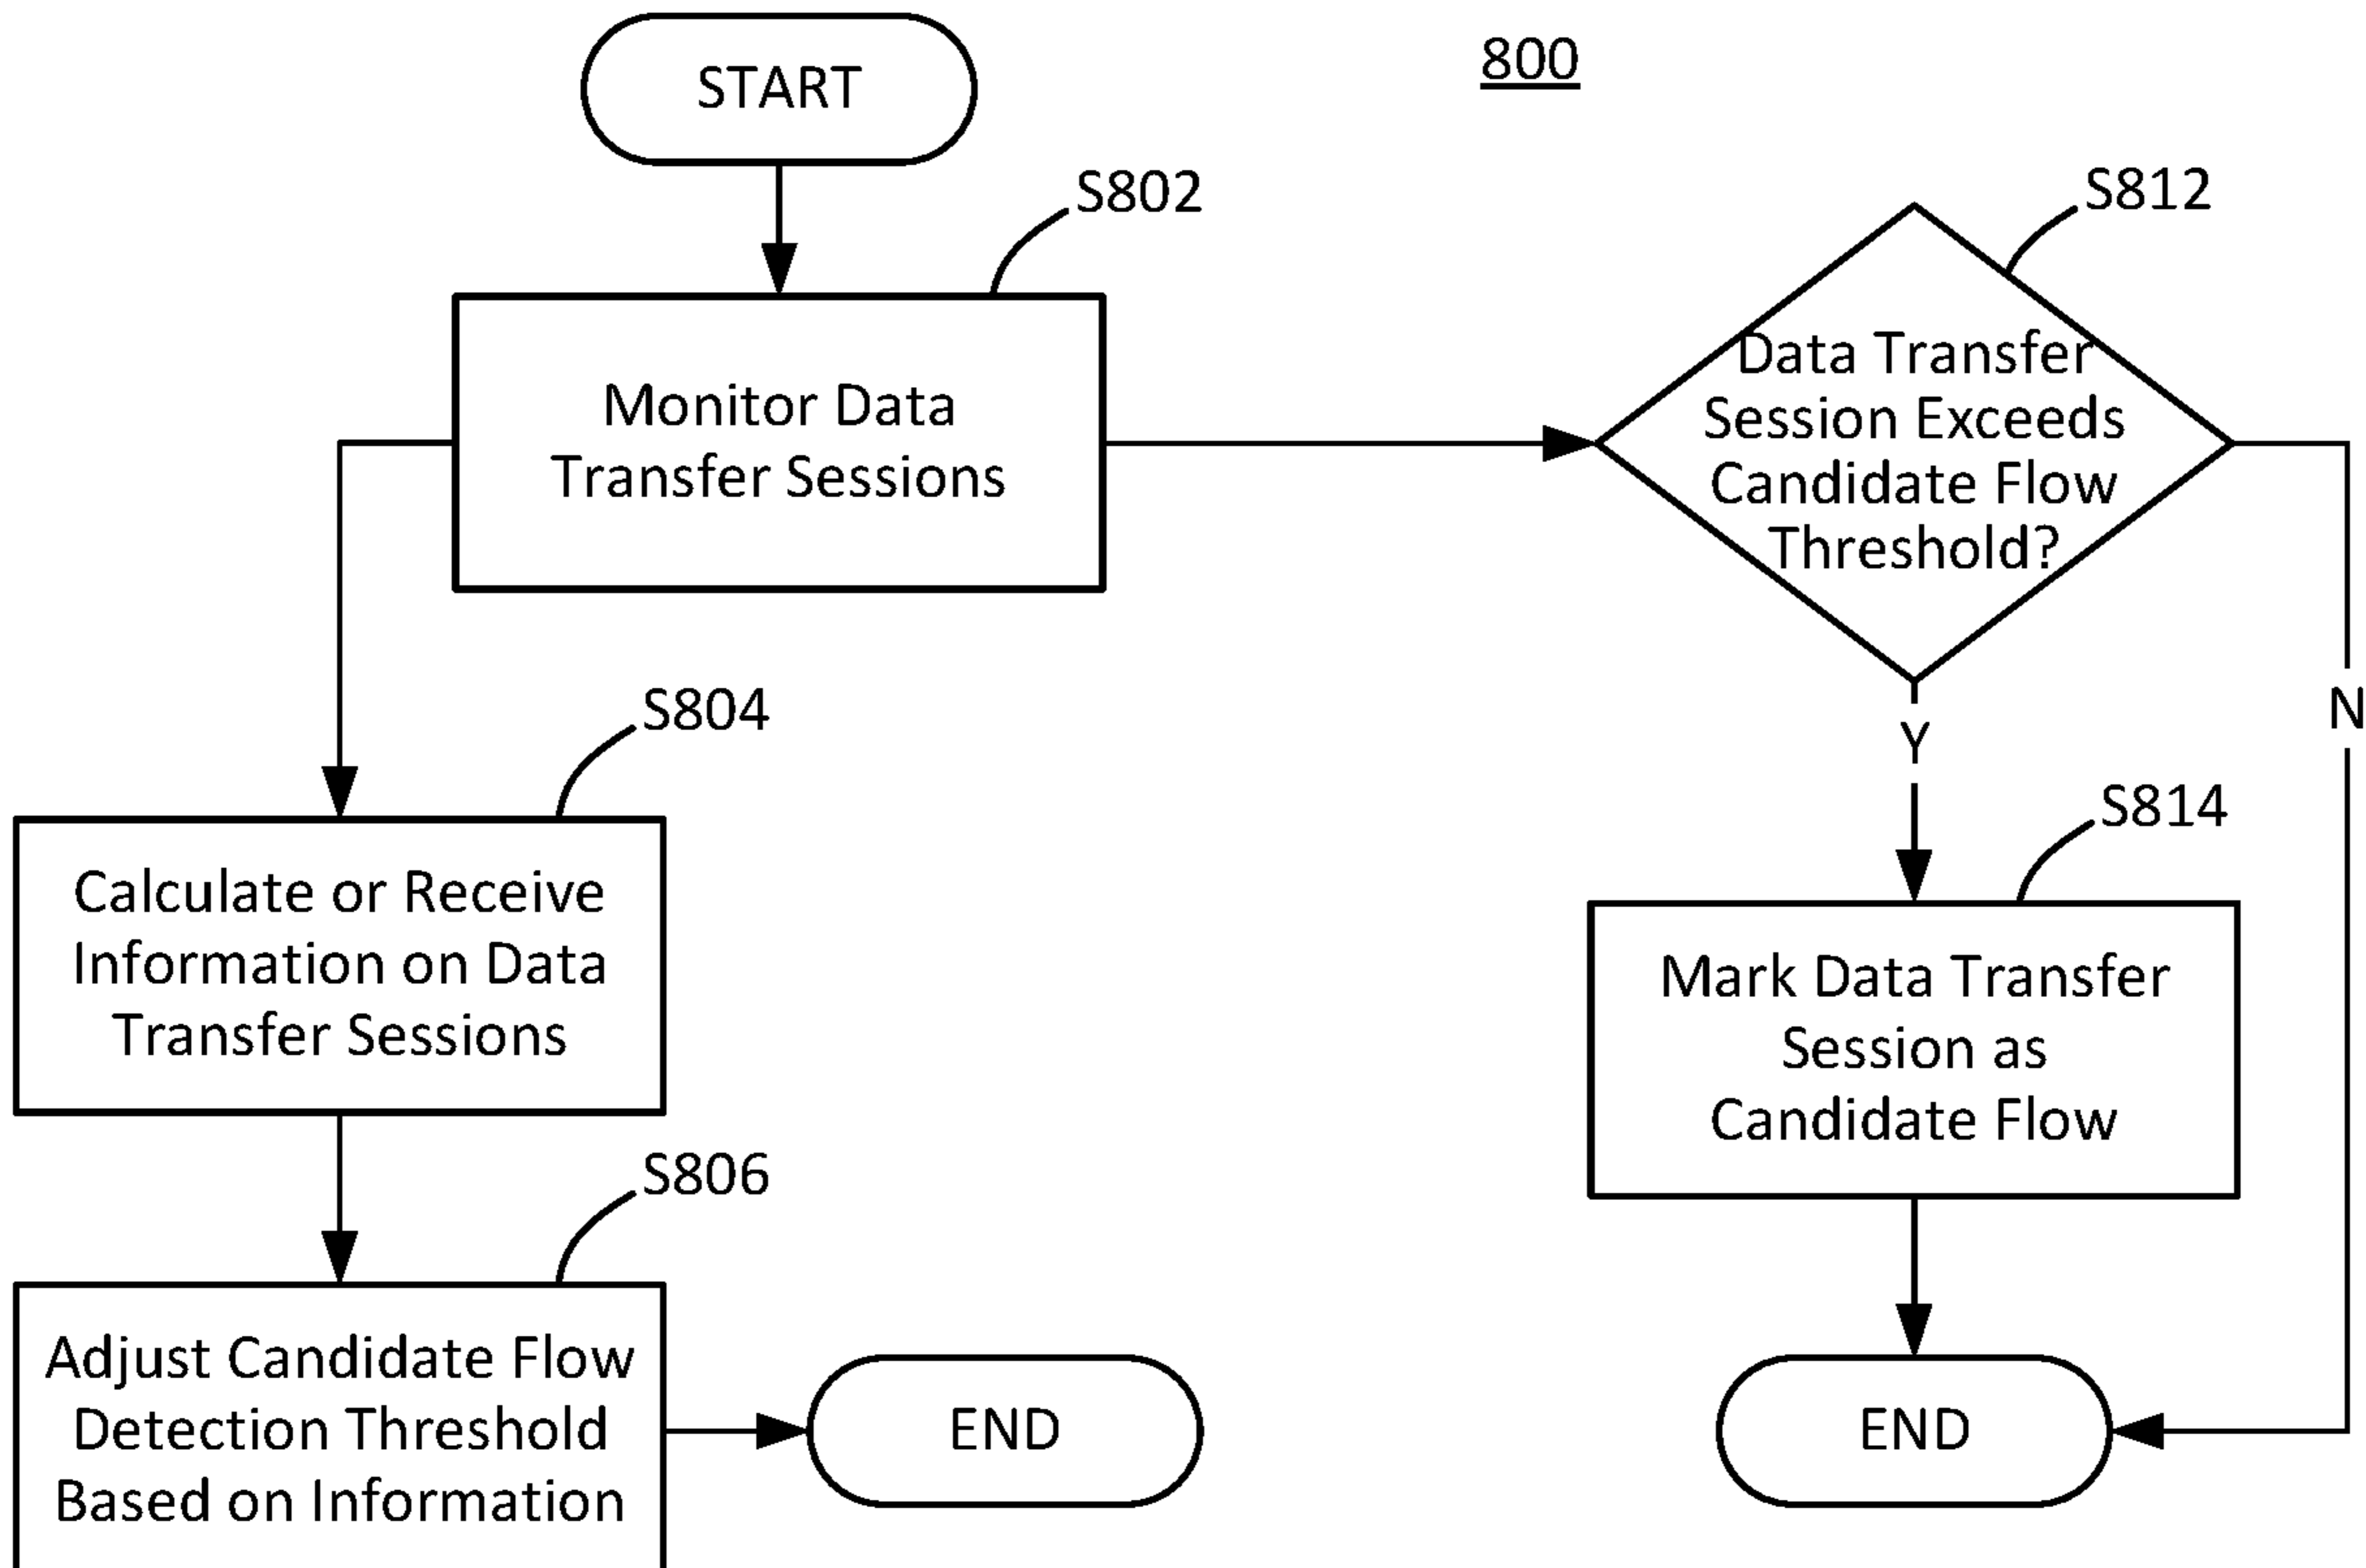 START
800
S802
Monitor Data
Transfer Sessions
S812
Data Transfer
Session Exceeds
Candidate Flow
Threshold?
N
Y
S804
Calculate or Receive
Information on Data
Transfer Sessions
S814
Mark Data Transfer
Session as
Candidate Flow
S806
Adjust Candidate Flow
Detection Threshold
Based on Information
END
END